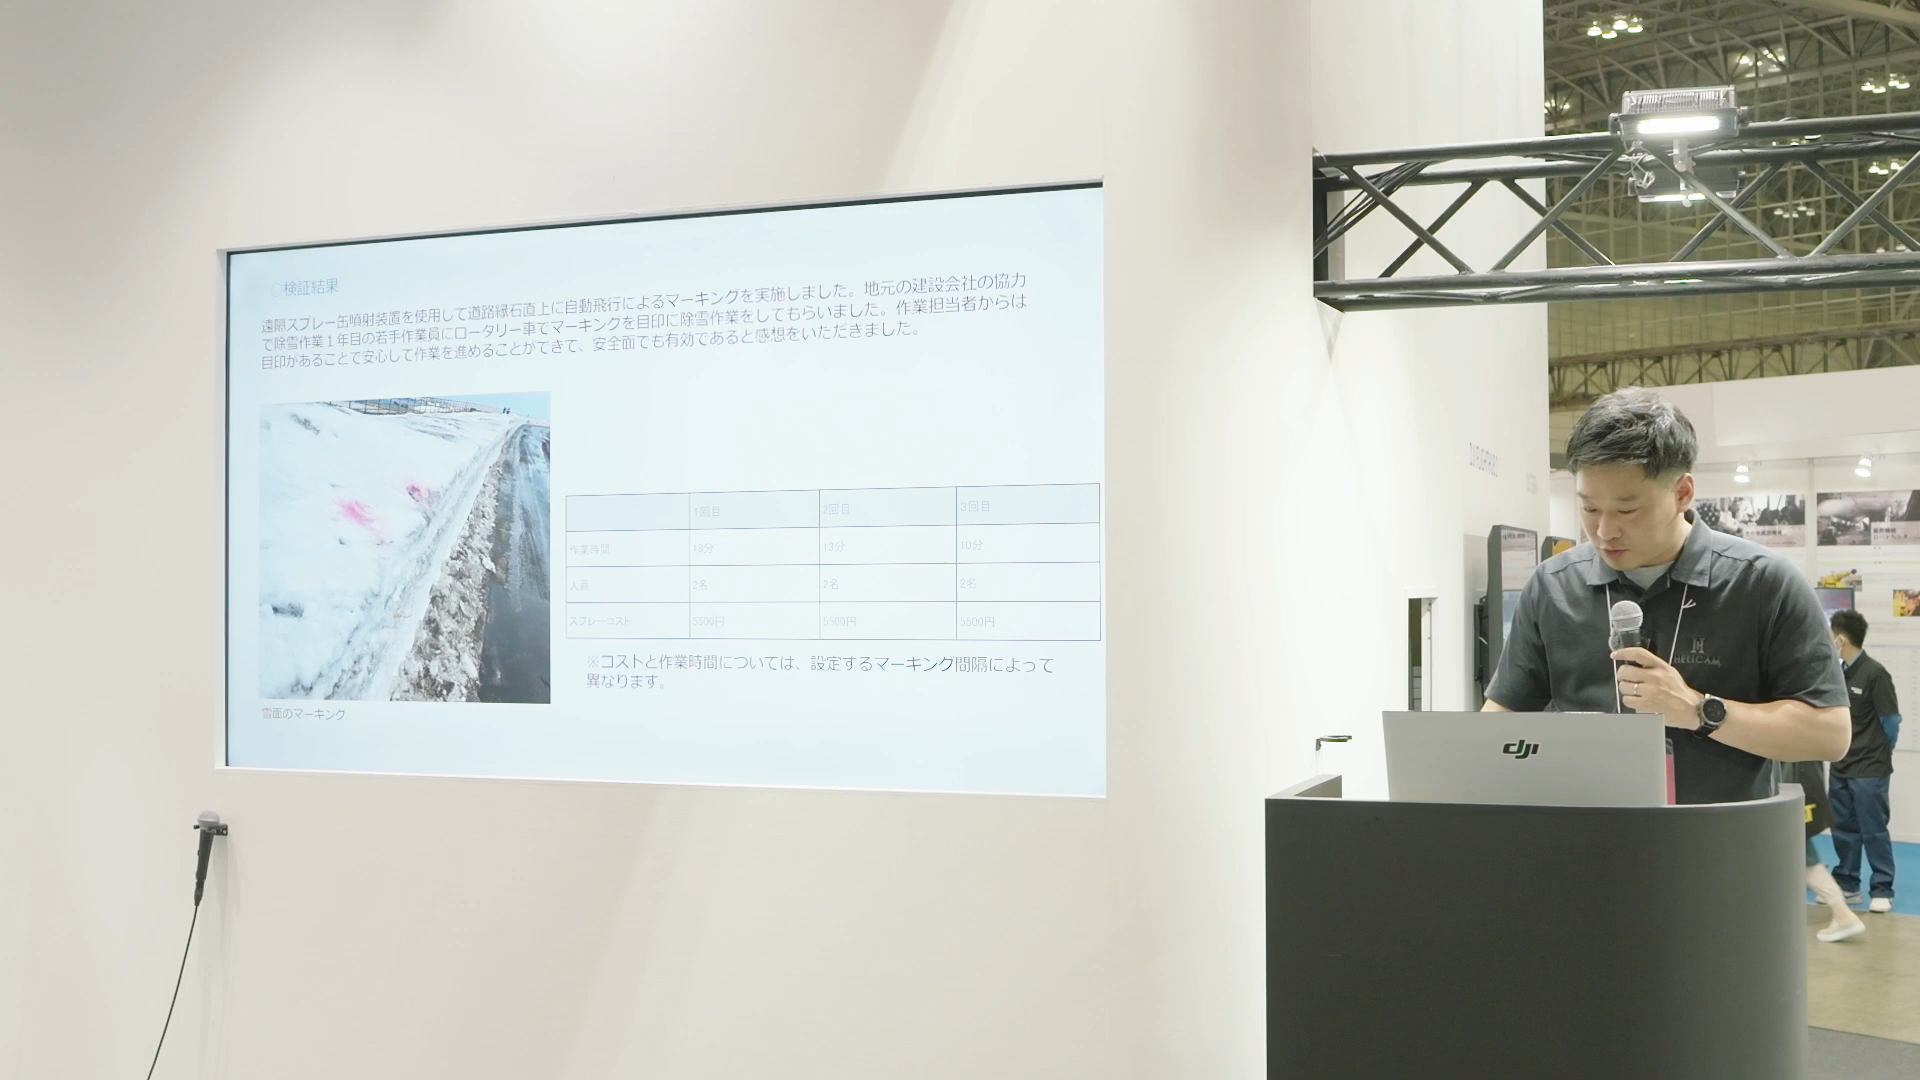 ○検証結果
遠隔スプレー缶噴射装置を使用して道路縁石直上に自動飛行によるマーキングを実施しました。地元の建設会社の協力
で除雪作業1年目の若手作業員にロータリー車でマーキングを目印に除雪作業をしてもらいました。作業担当者からは
目印があることで安心して作業を進めることができて、安全面でも有効であると感想をいただきました。
1回目 2回目 3回目
作業時間 18分 13分 10分
人員 2名 2名 2名
スプレーコスト 5500円 5500円 5500円
※コストと作業時間については、設定するマーキング間隔によって
異なります。
雪面のマーキング
HELICAM
dji